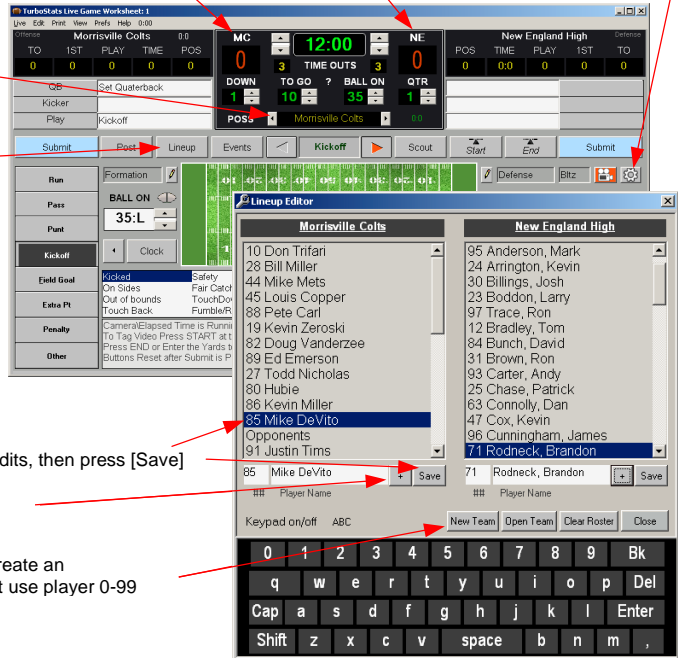 TurboStats Live Game Worksheet: 1
Live Edit Print View Prefs Help 0:00
Offense Morrisville Colts 0:0
TO 1ST PLAY TIME POS
0 0 0 0 0
MC 12:00 NE
0 3 TIME OUTS 3 0
DOWN TO GO ? BALL ON QTR
1 10 35 1
POSS Morrisville Colts 0:0
New England High Defense
POS TIME PLAY 1ST TO
0 0:0 0 0 0
QB Set Quaterback
Kicker
Play Kickoff
Submit Post Lineup Events Kickoff Scout Start End Submit
Run
Pass
Punt
Kickoff
Field Goal
Extra Pt
Penalty
Other
Formation
BALL ON
35:L
Clock
Defense Bltz
Kicked Safety
On Sides Fair Catch
Out of bounds TouchDow
Touch Back Fumble/R
Camera\Elapsed Time is Runnin
To Tag Video Press START at t
Press END or Enter the Yards t
Buttons Reset after Submit is P
Lineup Editor
Morrisville Colts
10 Don Trifari
28 Bill Miller
44 Mike Mets
45 Louis Copper
88 Pete Carl
19 Kevin Zeroski
82 Doug Vanderzee
89 Ed Emerson
27 Todd Nicholas
80 Hubie
86 Kevin Miller
85 Mike DeVito
Opponents
91 Justin Tims
85 Mike DeVito + Save
## Player Name
New England High
95 Anderson, Mark
24 Arrington, Kevin
30 Billings, Josh
23 Boddon, Larry
97 Trace, Ron
12 Bradley, Tom
84 Bunch, David
31 Brown, Ron
93 Carter, Andy
25 Chase, Patrick
63 Connolly, Dan
47 Cox, Kevin
96 Cunningham, James
71 Rodneck, Brandon
71 Rodneck, Brandon + Save
## Player Name
Keypad on/off ABC New Team Open Team Clear Roster Close
0 1 2 3 4 5 6 7 8 9 Bk
q w e r t y u i o p Del
Cap a s d f g h j k l Enter
Shift z x c v space b n m ,
dits, then press [Save]
reate an
t use player 0-99